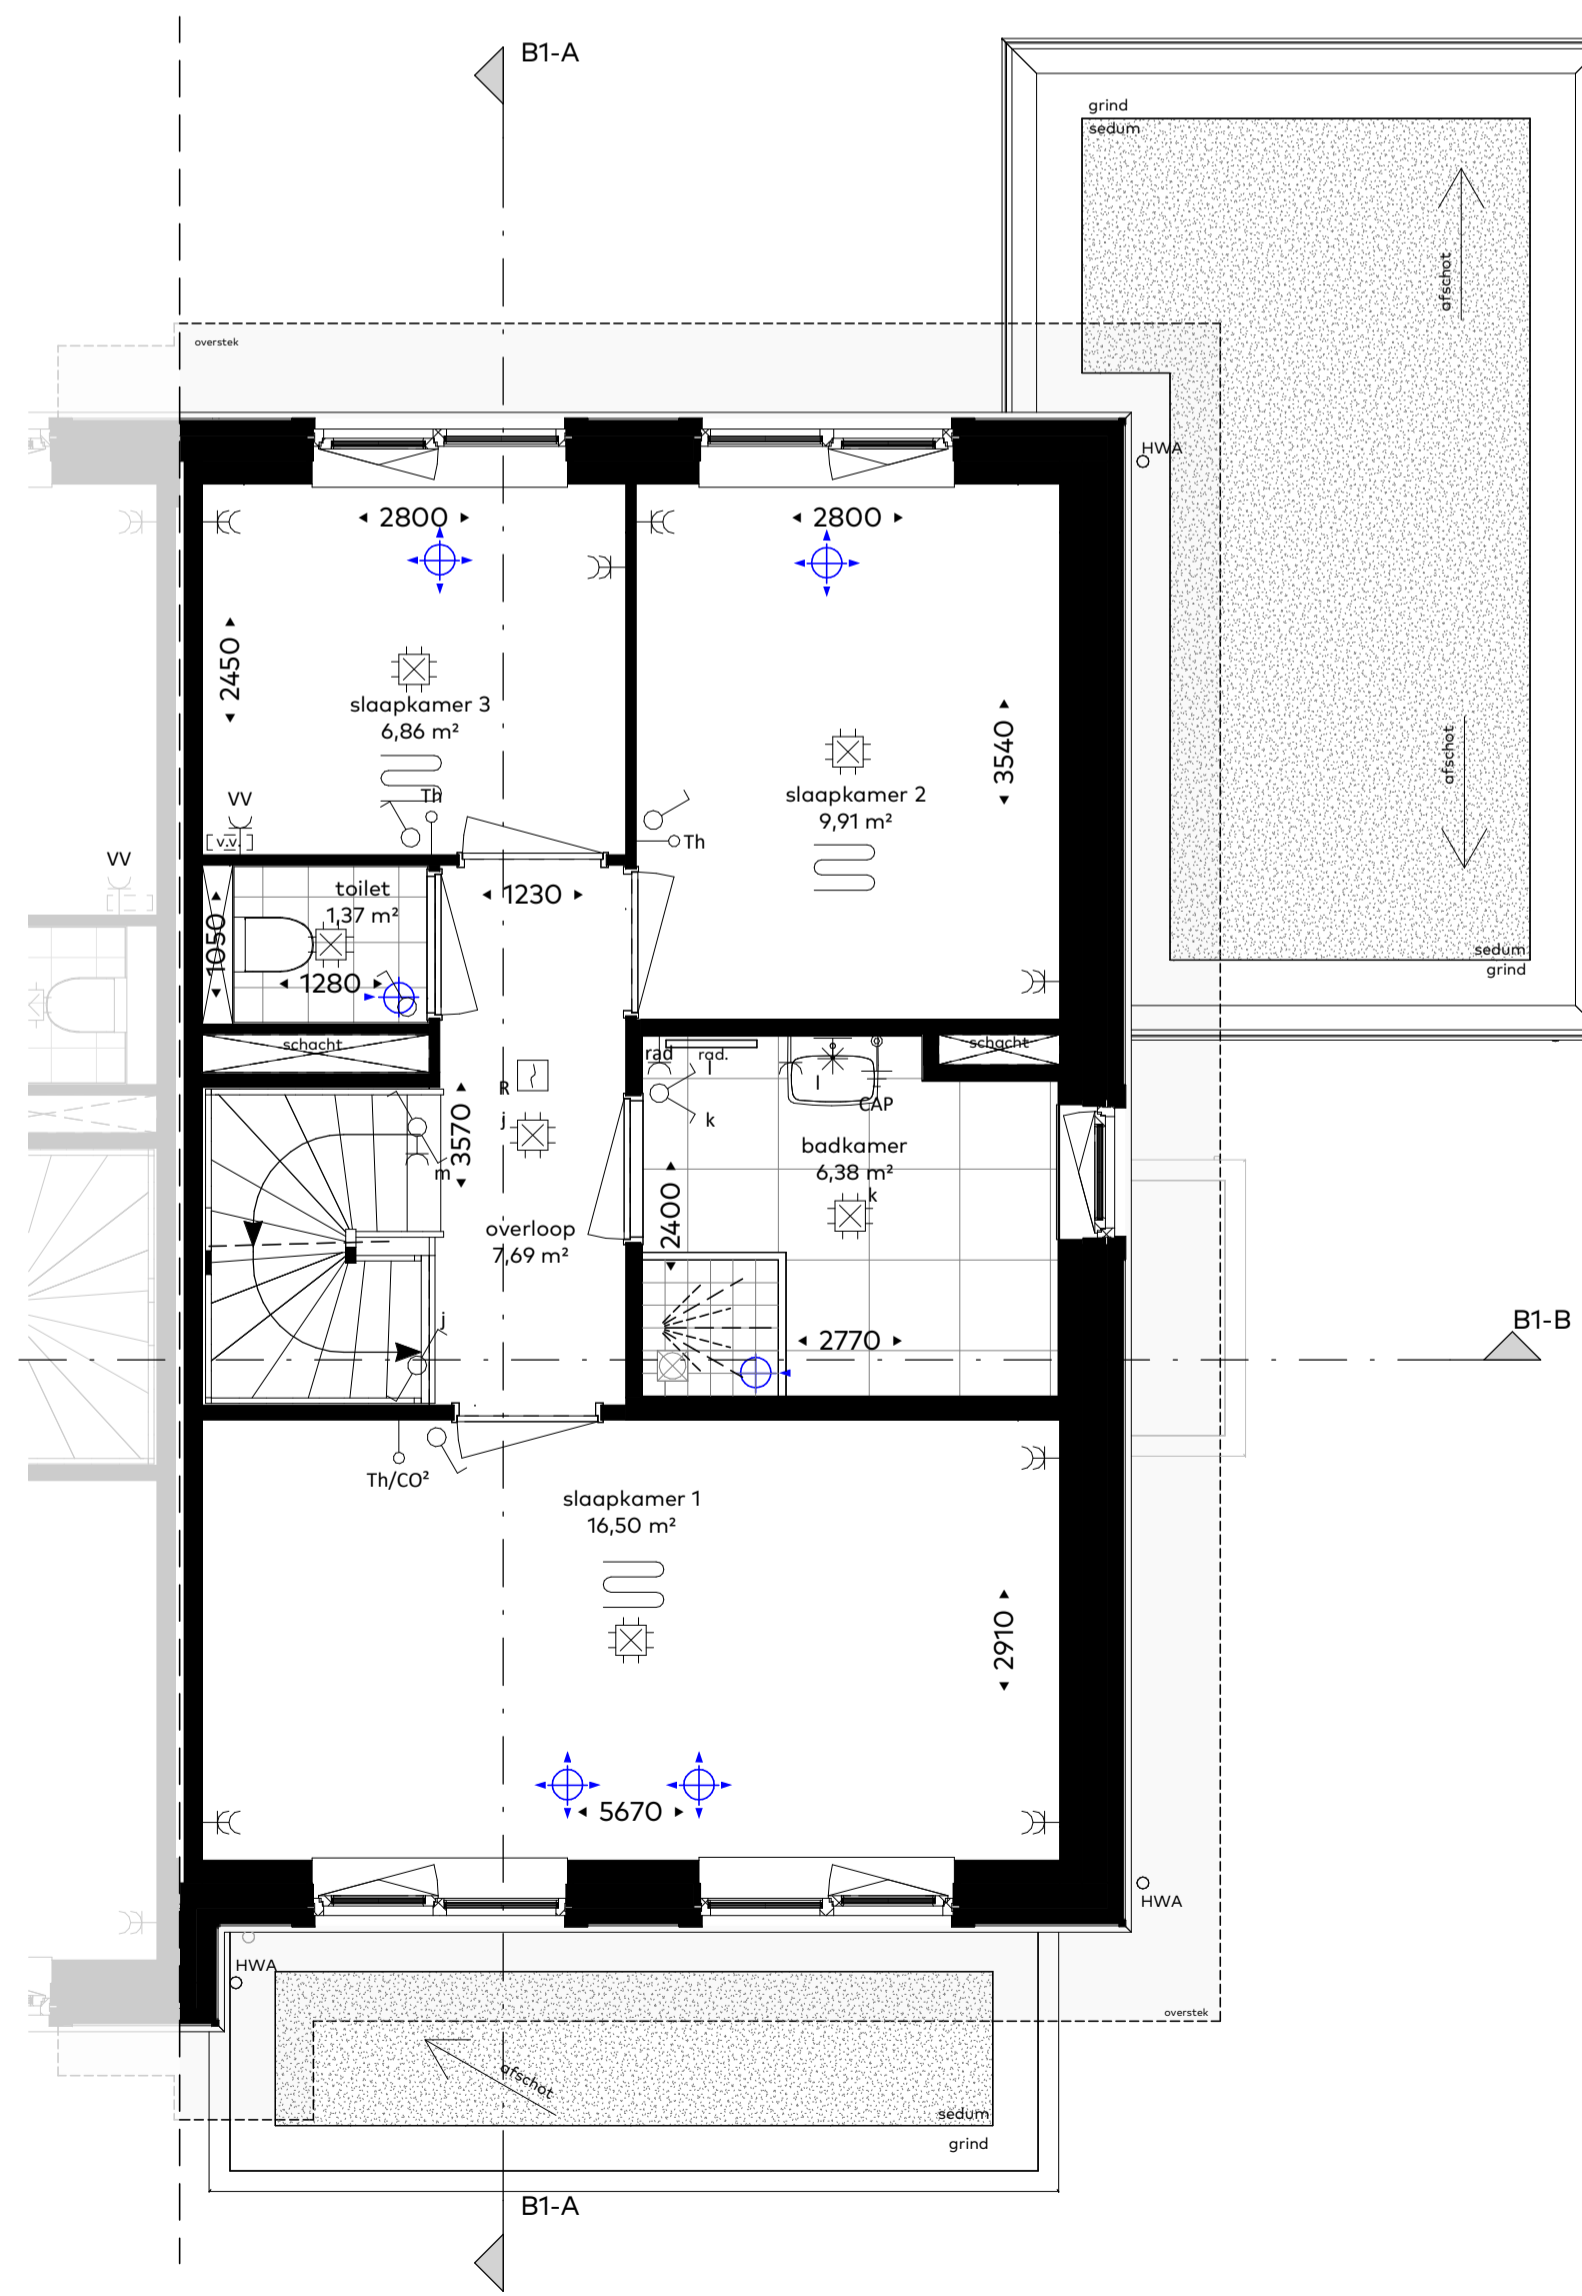 B1-A
grind
sedum
afschot
overstek
HWA
2800
2800
2450
slaapkamer 3
6,86 m²
3540
afschot
slaapkamer 2
9,91 m²
VV
Th
v.v.
Th
VV
toilet
1,37 m²
1230
1050
1280
sedum
grind
schacht
rad
rad.
l
l
schacht
R
CAP
j
k
3570
m
badkamer
6,38 m²
k
2400
overloop
7,69 m²
j
2770
B1-B
Th/CO²
slaapkamer 1
16,50 m²
2910
5670
HWA
HWA
overstek
afschot
sedum
grind
B1-A